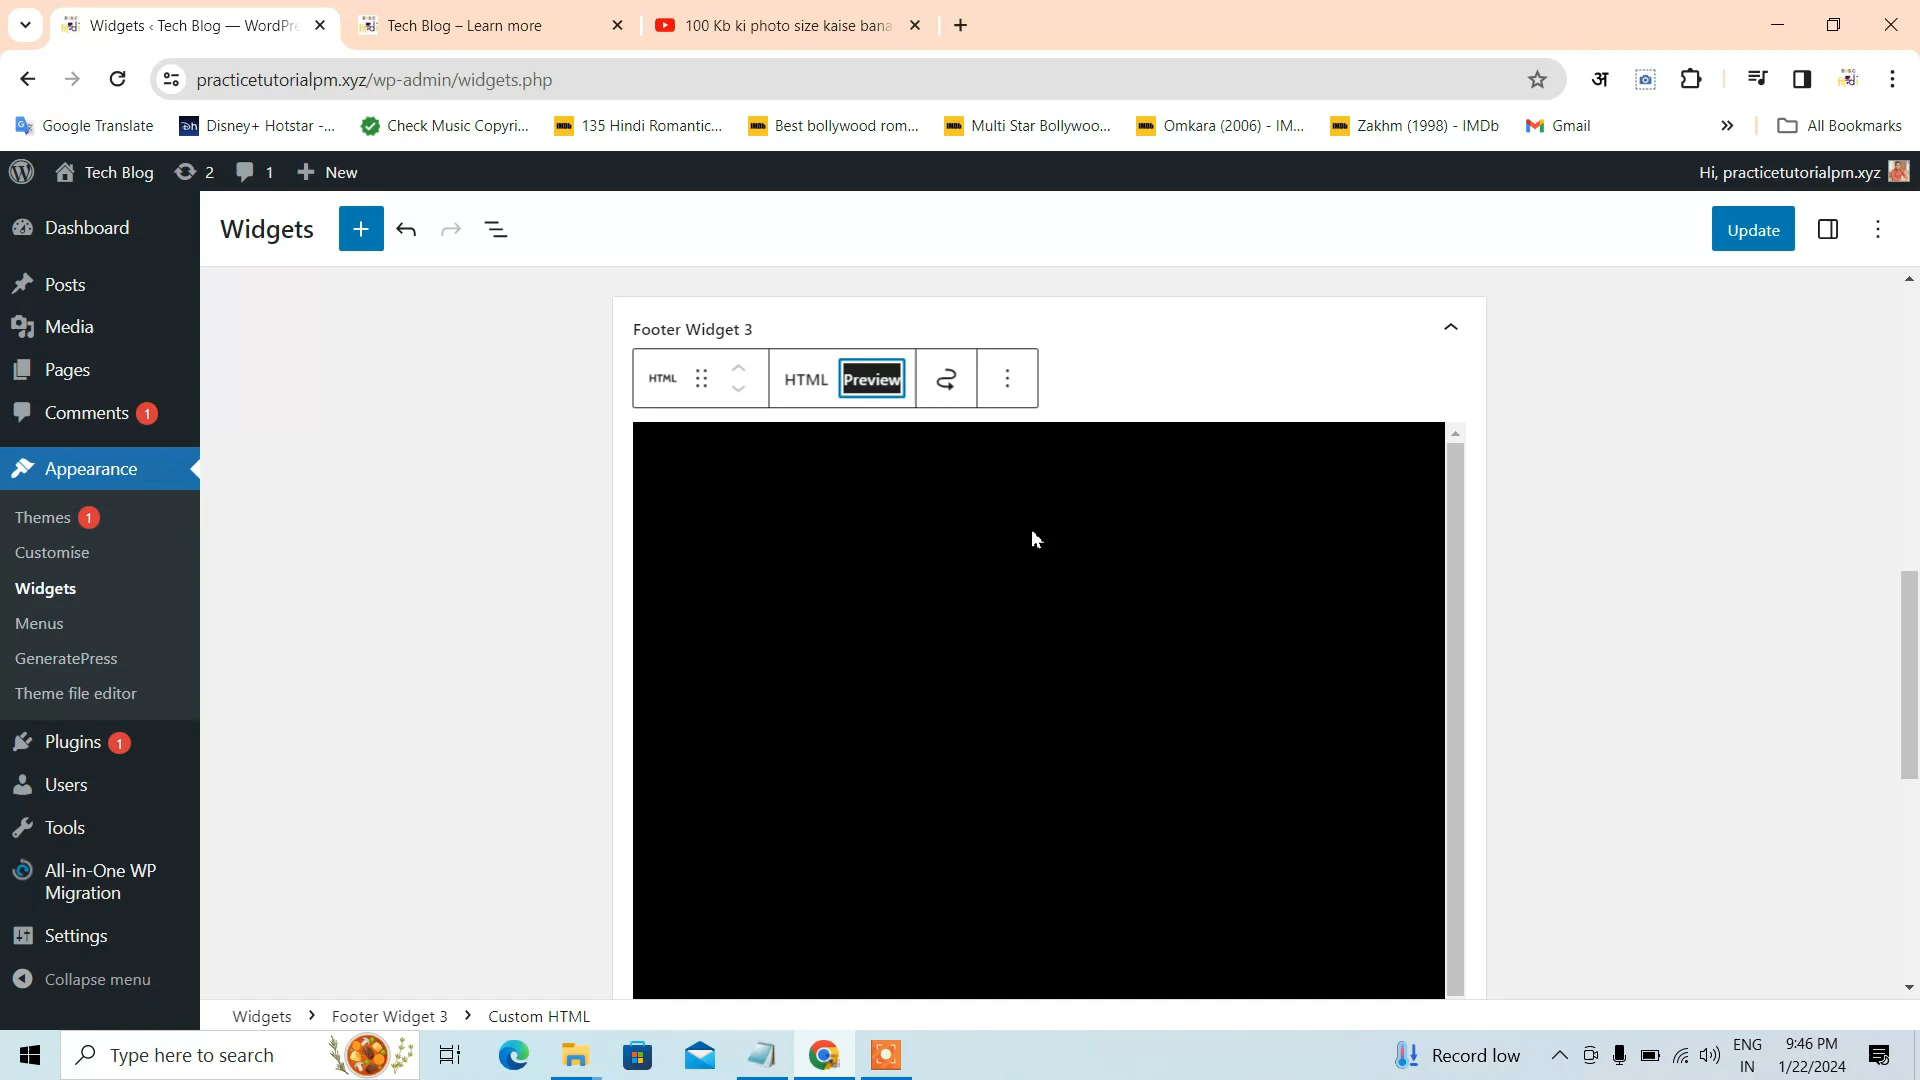 Widgets ‹ Tech Blog — WordPre
Tech Blog – Learn more
100 Kb ki photo size kaise bana
practicetutorialpm.xyz/wp-admin/widgets.php
अ
Google Translate
Disney+ Hotstar -...
Check Music Copyri...
135 Hindi Romantic...
Best bollywood rom...
Multi Star Bollywoo...
Omkara (2006) - IM...
Zakhm (1998) - IMDb
Gmail
All Bookmarks
Tech Blog
2
1
New
Hi, practicetutorialpm.xyz
Dashboard
Posts
Media
Pages
Comments 1
Appearance
Themes 1
Customise
Widgets
Menus
GeneratePress
Theme file editor
Plugins 1
Users
Tools
All-in-One WP
Migration
Settings
Collapse menu
Widgets
Update
Footer Widget 3
HTML
HTML
Preview
Widgets › Footer Widget 3 › Custom HTML
Type here to search
Record low
ENG
IN
9:46 PM
1/22/2024